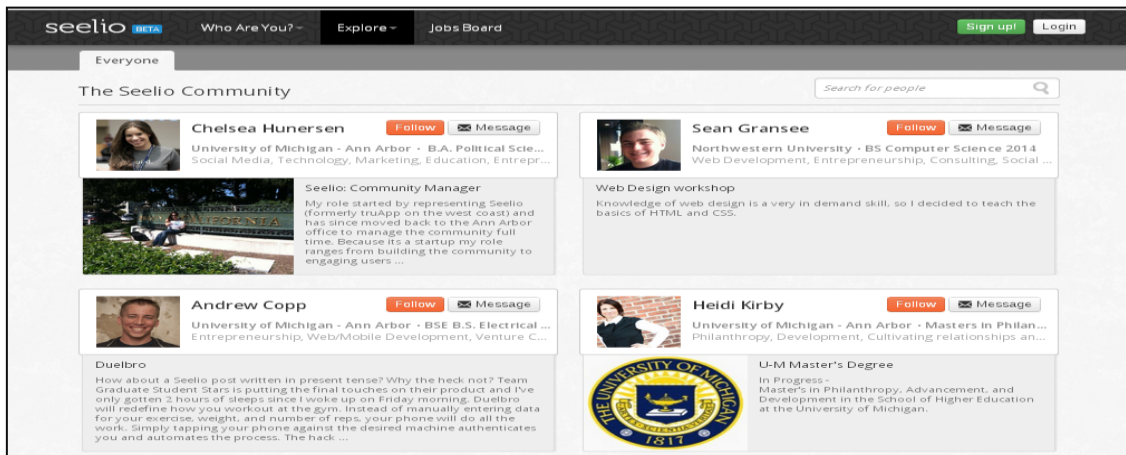 seelio BETA Who Are You? Explore Jobs Board Sign up! Login
Everyone
The Seelio Community Search for people
Chelsea Hunersen Follow Message
University of Michigan - Ann Arbor · B.A. Political Scie...
Social Media, Technology, Marketing, Education, Entrepr...
Seelio: Community Manager
My role started by representing Seelio
(formerly truApp on the west coast) and
has since moved back to the Ann Arbor
office to manage the community full
time. Because its a startup my role
ranges from building the community to
engaging users ...
Sean Gransee Follow Message
Northwestern University · BS Computer Science 2014
Web Development, Entrepreneurship, Consulting, Social ...
Web Design workshop
Knowledge of web design is a very in demand skill, so I decided to teach the
basics of HTML and CSS.
Andrew Copp Follow Message
University of Michigan - Ann Arbor · BSE B.S. Electrical ...
Entrepreneurship, Web/Mobile Development, Venture C...
Duelbro
How about a Seelio post written in present tense? Why the heck not? Team
Graduate Student Stars is putting the final touches on their product and I've
only gotten 2 hours of sleeps since I woke up on Friday morning. Duelbro
will redefine how you workout at the gym. Instead of manually entering data
for your exercise, weight, and number of reps, your phone will do all the
work. Simply tapping your phone against the desired machine authenticates
you and automates the process. The hack ...
Heidi Kirby Follow Message
University of Michigan - Ann Arbor · Masters in Philan...
Philanthropy, Development, Cultivating relationships an...
THE UNIVERSITY OF MICHIGAN
1817
U-M Master's Degree
In Progress -
Master's in Philanthropy, Advancement, and
Development in the School of Higher Education
at the University of Michigan.